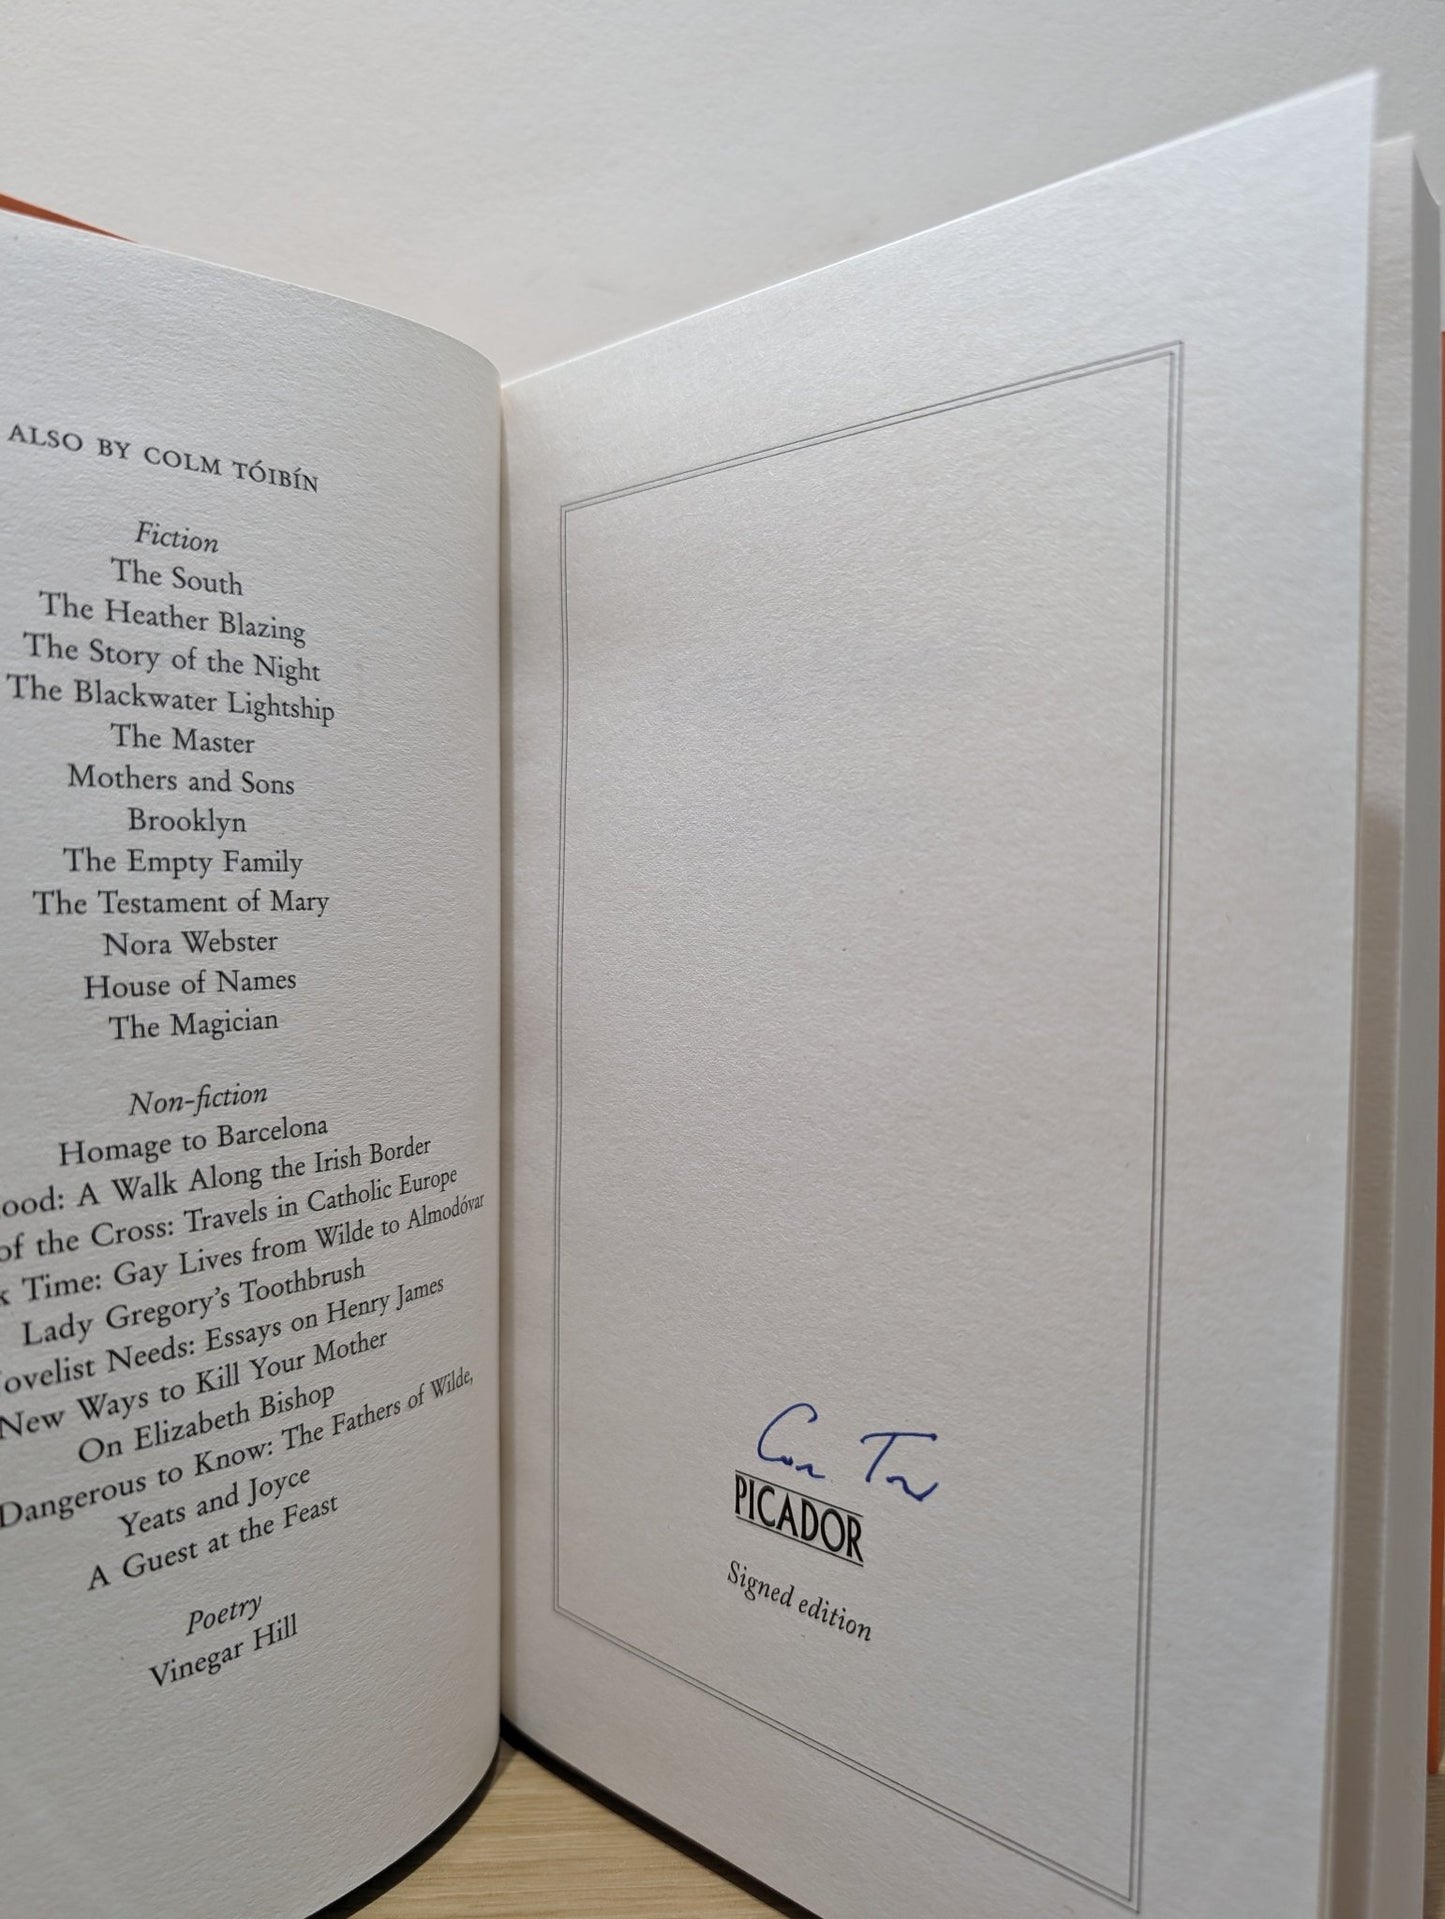 ALSO BY COLM TÓIBÍN
Fiction
The South
The Heather Blazing
The Story of the Night
The Blackwater Lightship
The Master
Mothers and Sons
Brooklyn
The Empty Family
The Testament of Mary
Nora Webster
House of Names
The Magician
Non-fiction
Homage to Barcelona
ood: A Walk Along the Irish Border
of the Cross: Travels in Catholic Europe
k Time: Gay Lives from Wilde to Almodóvar
Lady Gregory's Toothbrush
ovelist Needs: Essays on Henry James
New Ways to Kill Your Mother
On Elizabeth Bishop
Dangerous to Know: The Fathers of Wilde,
Yeats and Joyce
A Guest at the Feast
Poetry
Vinegar Hill
PICADOR
Signed edition